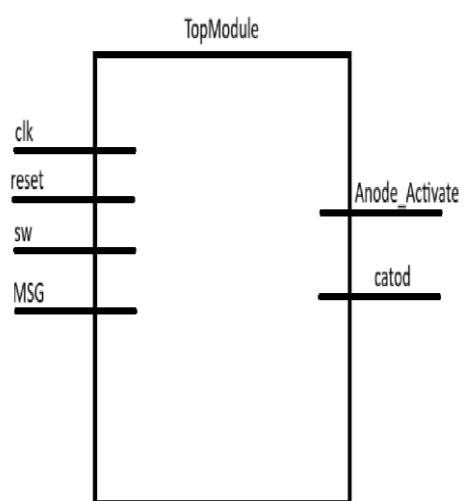 TopModule
clk
reset
sw
MSG
Anode_Activate
catod